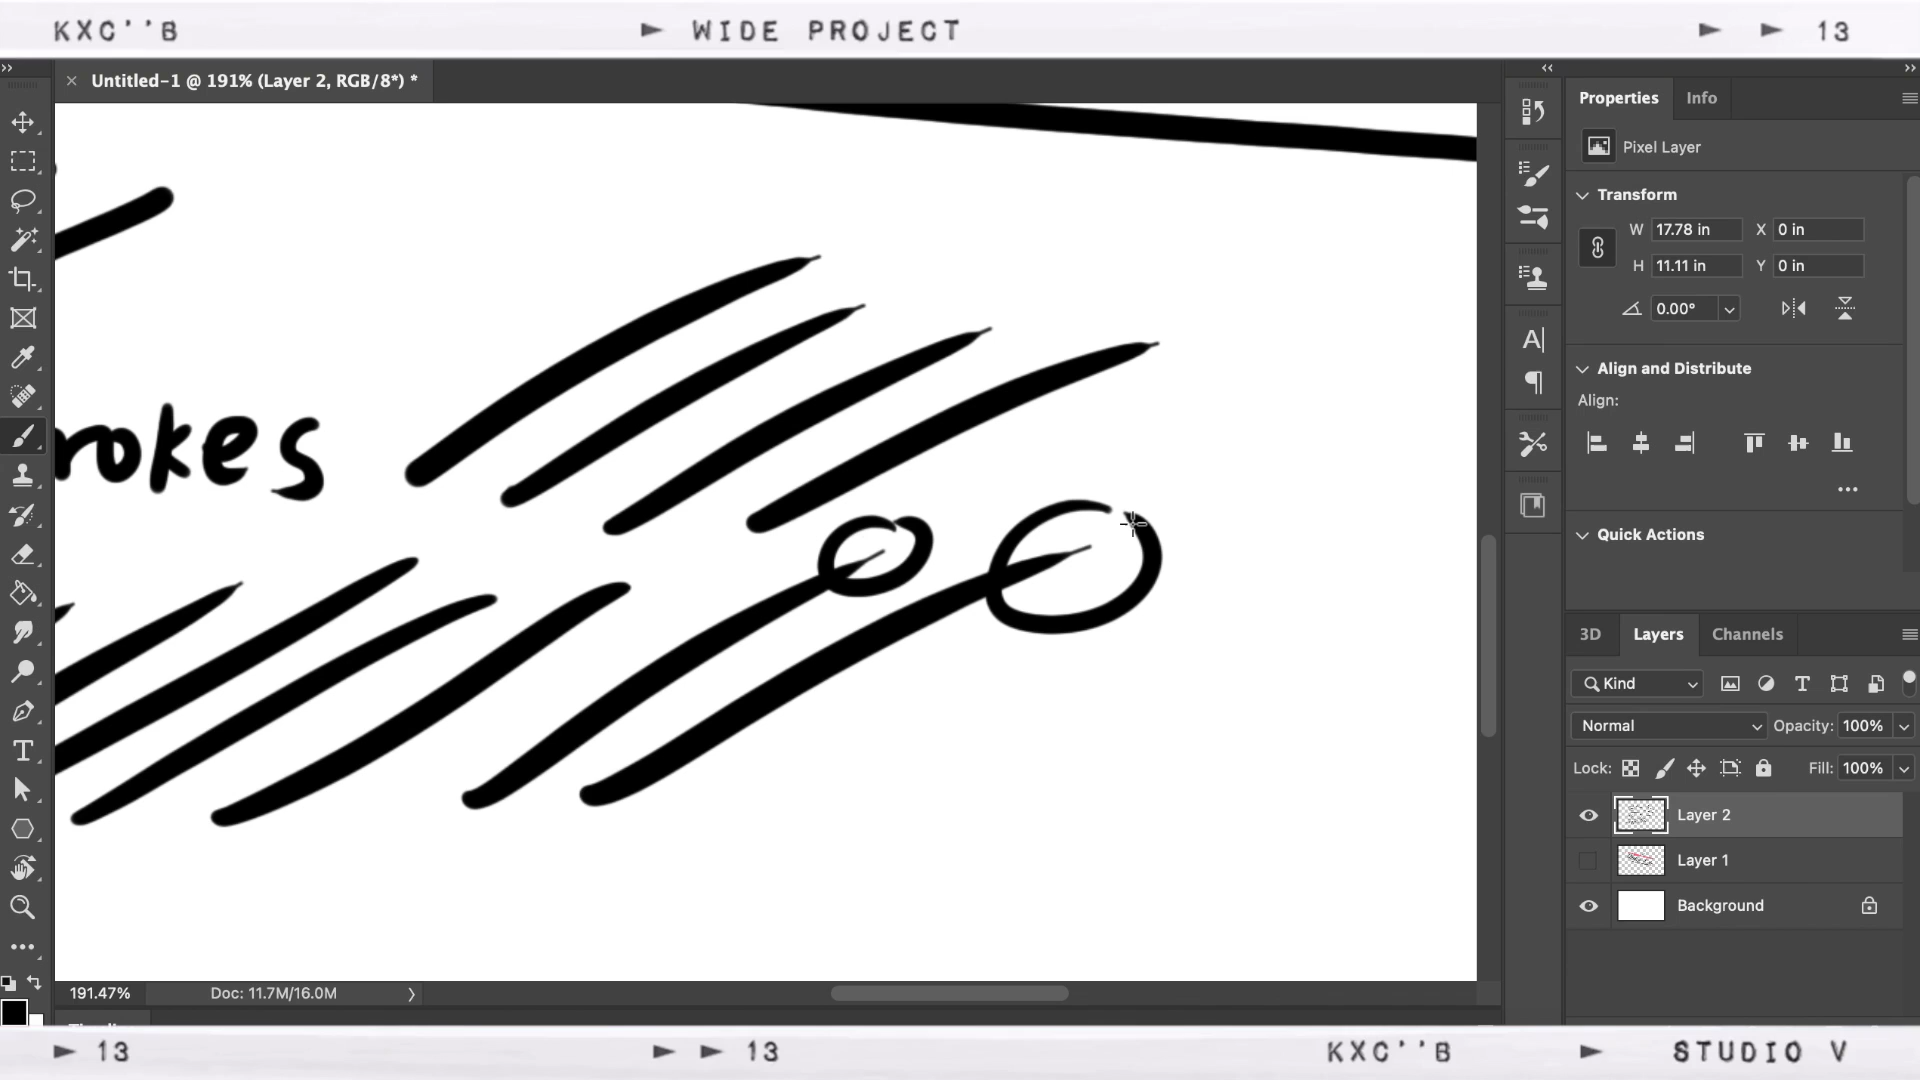 KXC''B ► WIDE PROJECT ► ► 13
Untitled-1 @ 191% (Layer 2, RGB/8*) *
Properties Info
Pixel Layer
Transform
W 17.78 in X 0 in
H 11.11 in Y 0 in
0.00°
Align and Distribute
Align:
Quick Actions
rokes
3D Layers Channels
Kind
Normal Opacity: 100%
Lock: Fill: 100%
Layer 2
Layer 1
Background
191.47% Doc: 11.7M/16.0M
► 13 ► ► 13 KXC''B ► STUDIO V